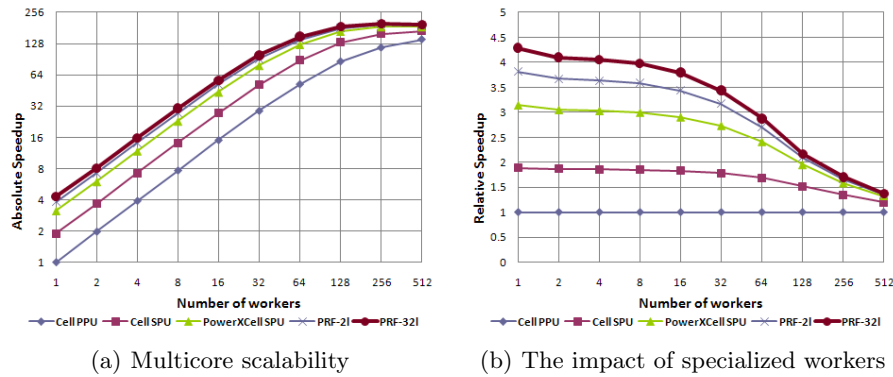 256
128
64
32
16
8
4
2
1
Absolute Speedup
1 2 4 8 16 32 64 128 256 512
Number of workers
Cell PPU Cell SPU PowerXCell SPU PRF-2l PRF-32l
(a) Multicore scalability
5
4.5
4
3.5
3
2.5
2
1.5
1
0.5
0
Relative Speedup
1 2 4 8 16 32 64 128 256 512
Number of workers
Cell PPU Cell SPU PowerXCell SPU PRF-2l PRF-32l
(b) The impact of specialized workers